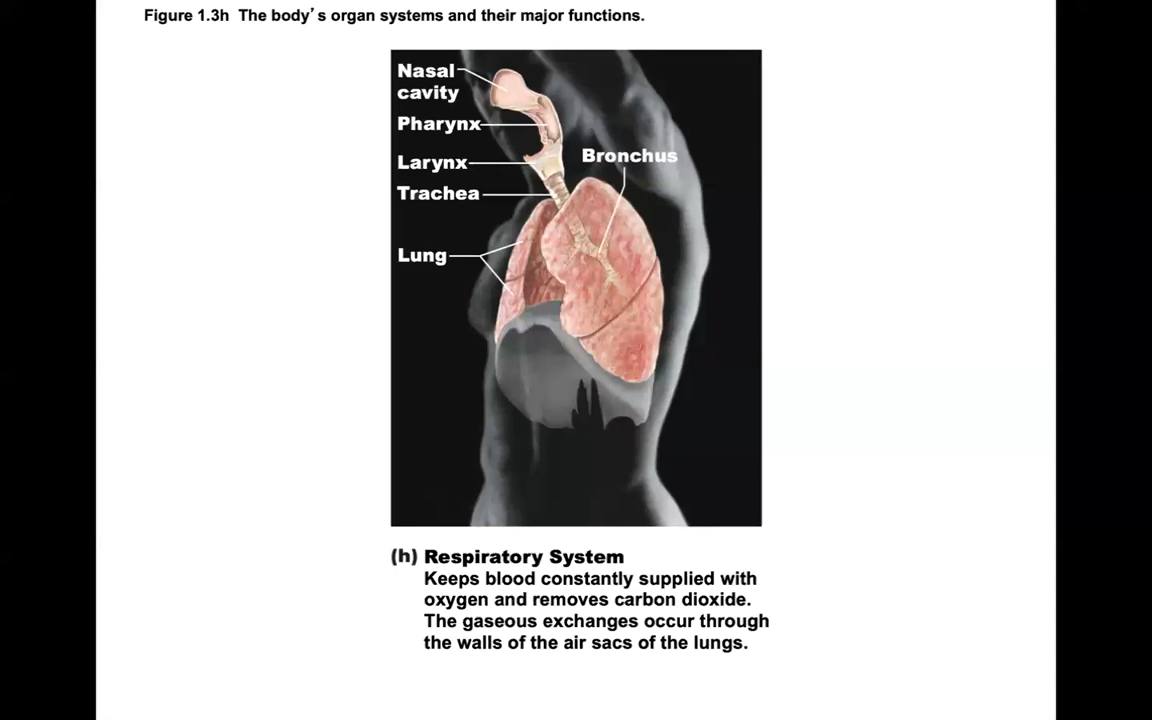 Figure 1.3h The body’s organ systems and their major functions.
Nasal
cavity
Pharynx
Larynx
Bronchus
Trachea
Lung
(h) Respiratory System
Keeps blood constantly supplied with
oxygen and removes carbon dioxide.
The gaseous exchanges occur through
the walls of the air sacs of the lungs.